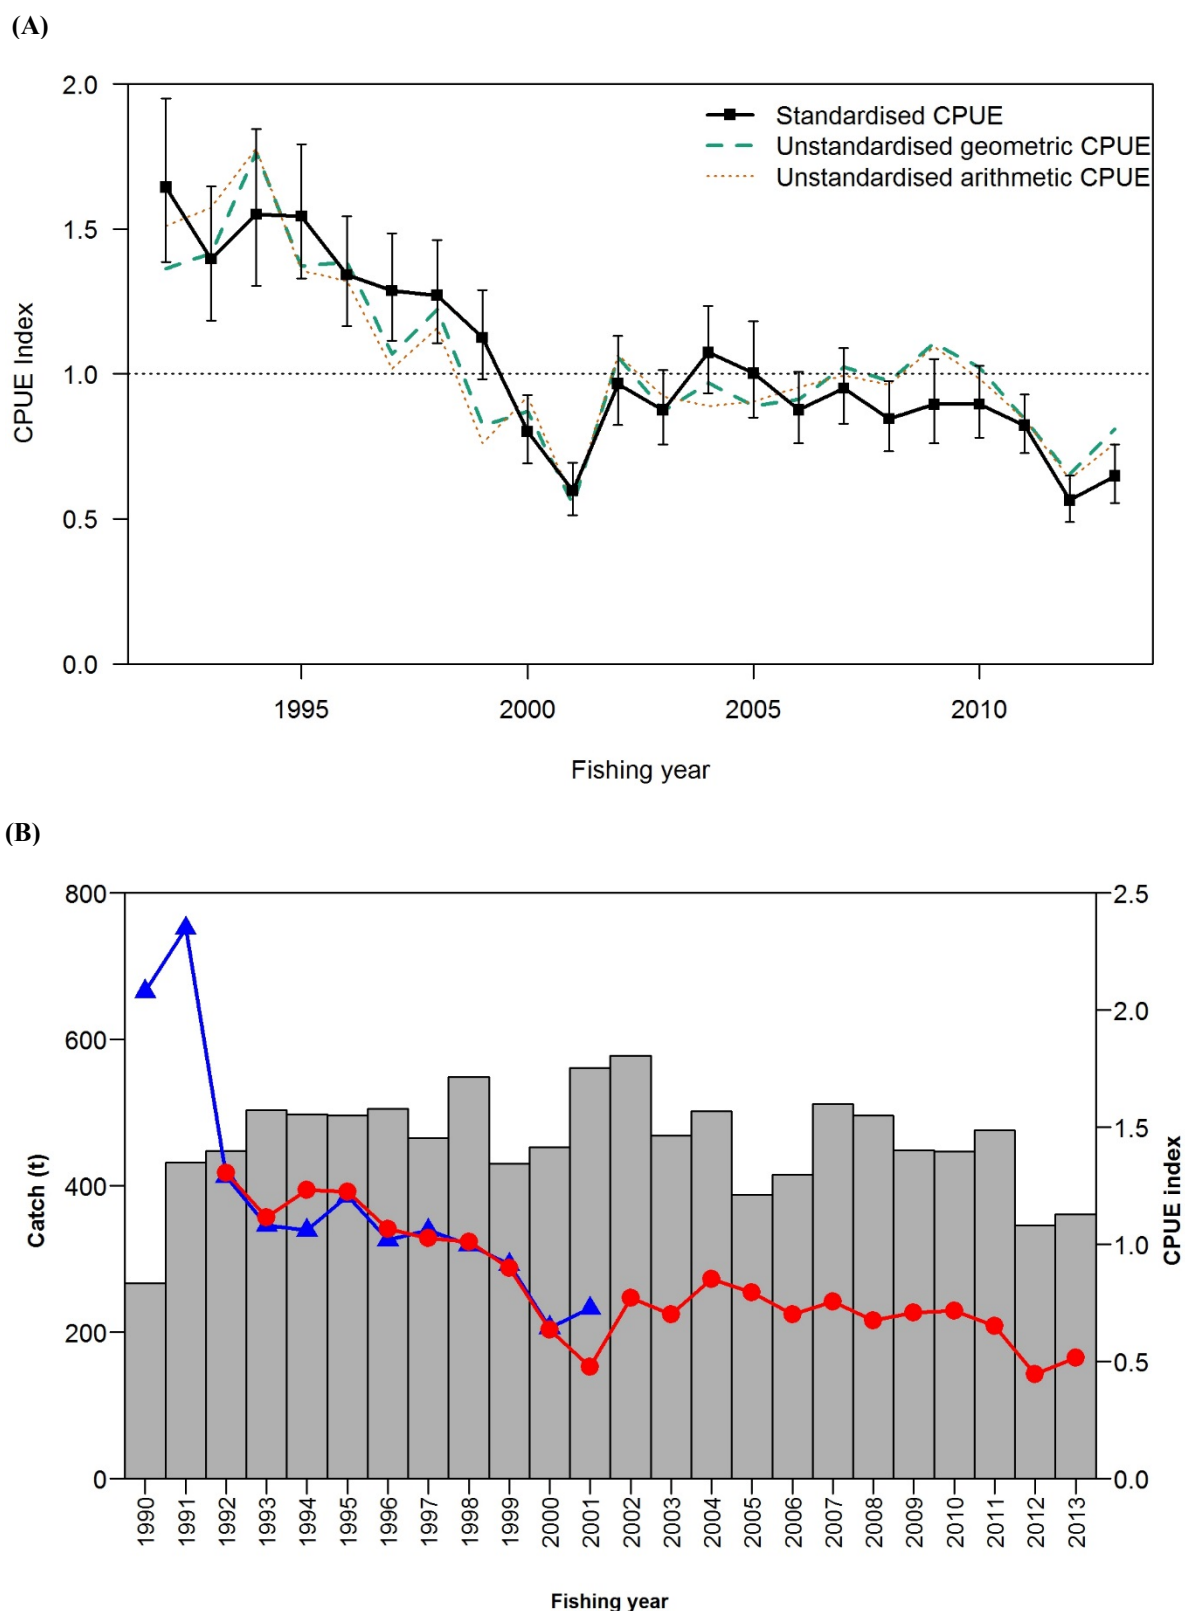 (A)
2.0
1.5
1.0
0.5
0.0
CPUE Index
Standardised CPUE
Unstandardised geometric CPUE
Unstandardised arithmetic CPUE
1995 2000 2005 2010
Fishing year
(B)
800
600
400
200
0
Catch (t)
2.5
2.0
1.5
1.0
0.5
0.0
CPUE index
1990 1991 1992 1993 1994 1995 1996 1997 1998 1999 2000 2001 2002 2003 2004 2005 2006 2007 2008 2009 2010 2011 2012 2013
Fishing year